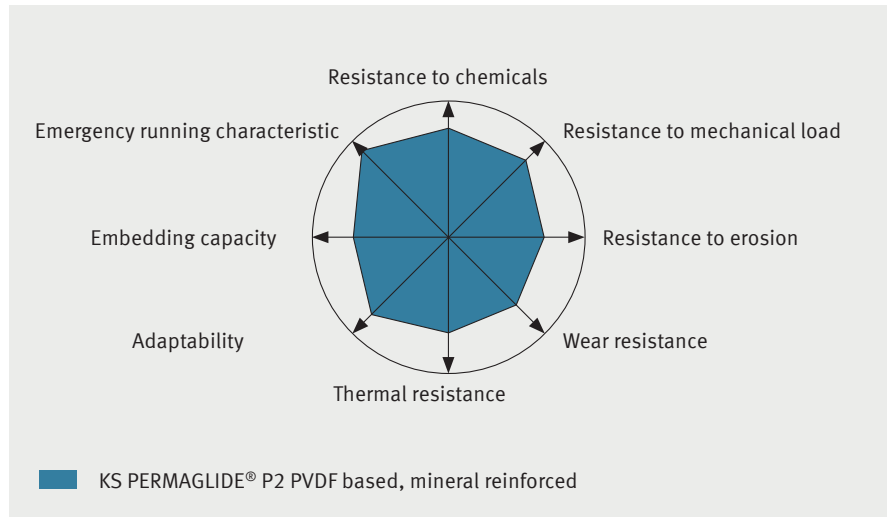 Resistance to chemicals
Emergency running characteristic
Resistance to mechanical load
Embedding capacity
Resistance to erosion
Adaptability
Wear resistance
Thermal resistance
KS PERMAGLIDE® P2 PVDF based, mineral reinforced